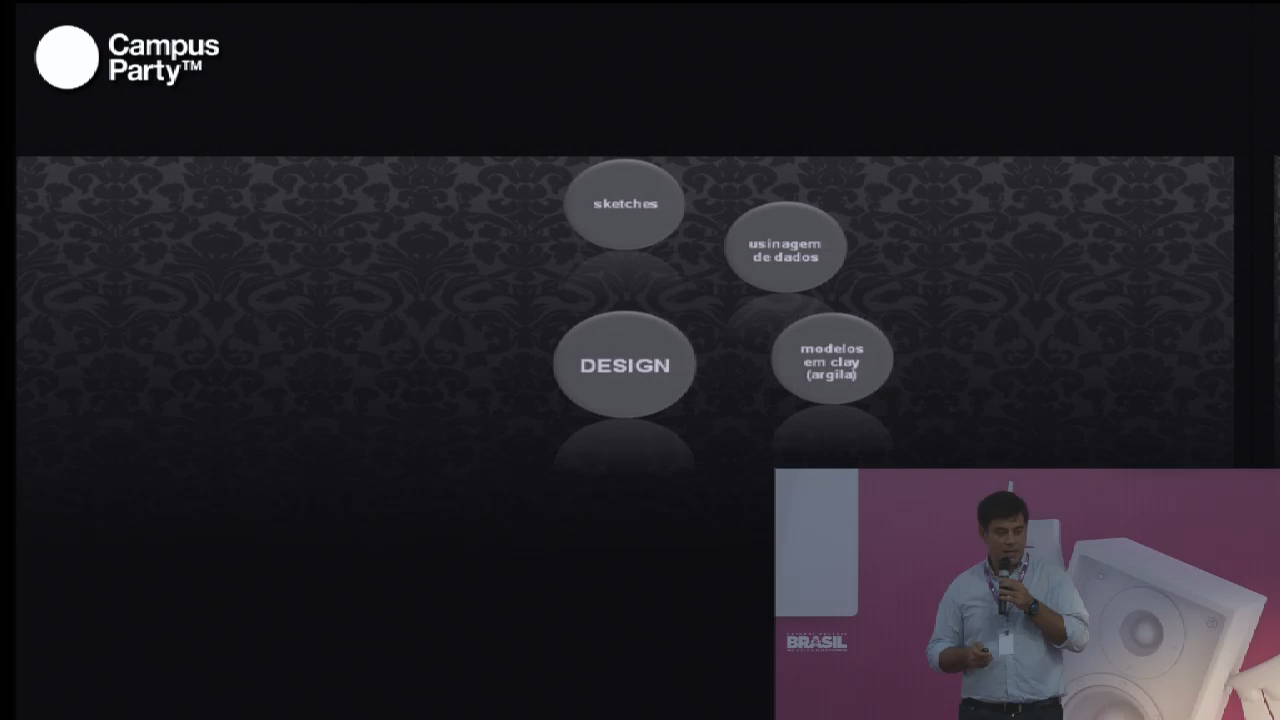 Campus
Party™
sketches
usinagem
de dados
DESIGN
modelos
em clay
(argila)
BRASIL